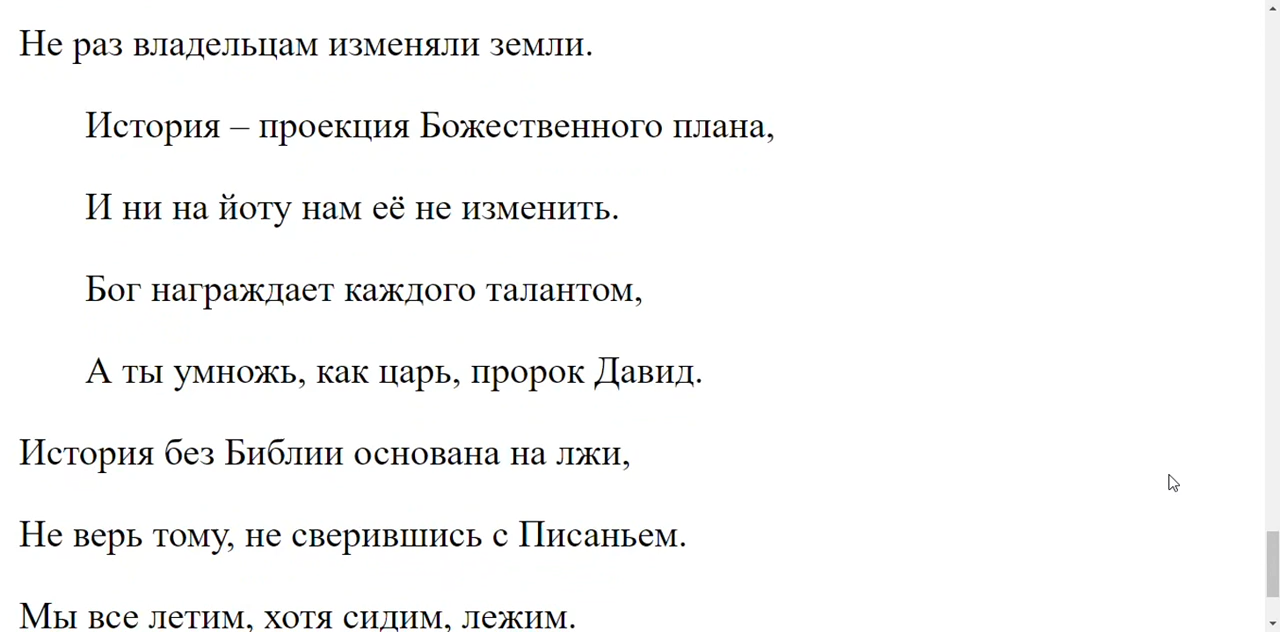 Не раз владельцам изменяли земли.
История – проекция Божественного плана,
И ни на йоту нам её не изменить.
Бог награждает каждого талантом,
А ты умножь, как царь, пророк Давид.
История без Библии основана на лжи,
Не верь тому, не сверившись с Писаньем.
Мы все летим, хотя сидим, лежим.